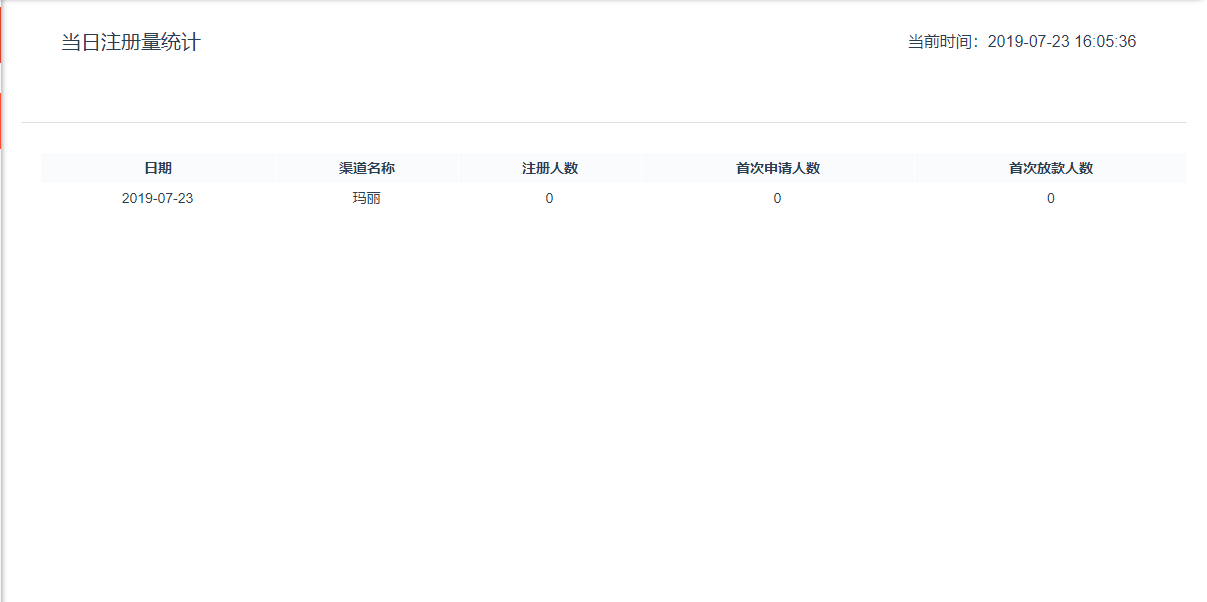 当日注册量统计
当前时间：2019-07-23 16:05:36
日期 渠道名称 注册人数 首次申请人数 首次放款人数
2019-07-23 玛丽 0 0 0